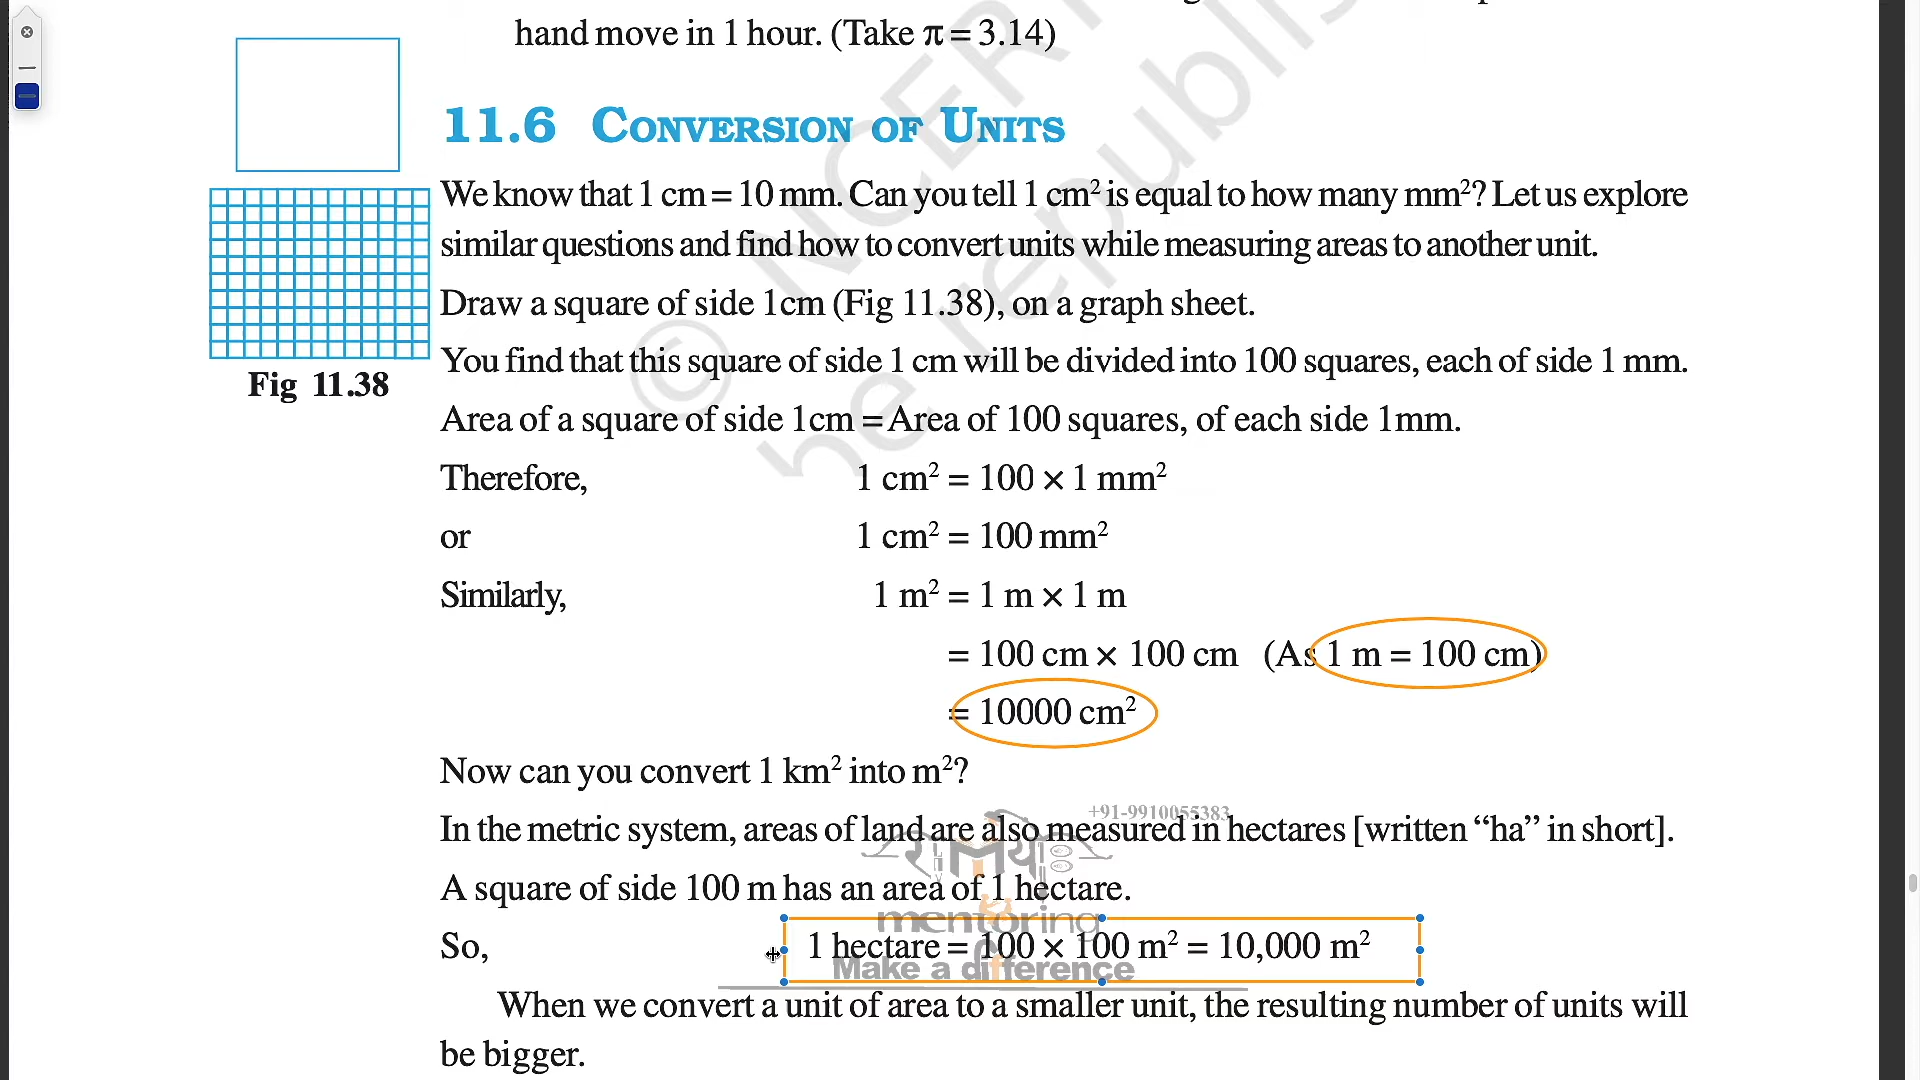 hand move in 1 hour. (Take π = 3.14)
11.6 CONVERSION OF UNITS
We know that 1 cm = 10 mm. Can you tell 1 cm² is equal to how many mm²? Let us explore
similar questions and find how to convert units while measuring areas to another unit.
Draw a square of side 1cm (Fig 11.38), on a graph sheet.
You find that this square of side 1 cm will be divided into 100 squares, each of side 1 mm.
Fig 11.38
Area of a square of side 1cm = Area of 100 squares, of each side 1mm.
Therefore, 1 cm² = 100 × 1 mm²
or 1 cm² = 100 mm²
Similarly, 1 m² = 1 m × 1 m
= 100 cm × 100 cm (As 1 m = 100 cm)
= 10000 cm²
Now can you convert 1 km² into m²?
+91-9910055383
In the metric system, areas of land are also measured in hectares [written “ha” in short].
A square of side 100 m has an area of 1 hectare.
mentoring
So, 1 hectare = 100 × 100 m² = 10,000 m²
Make a difference
When we convert a unit of area to a smaller unit, the resulting number of units will
be bigger.
© NCERT
be republis